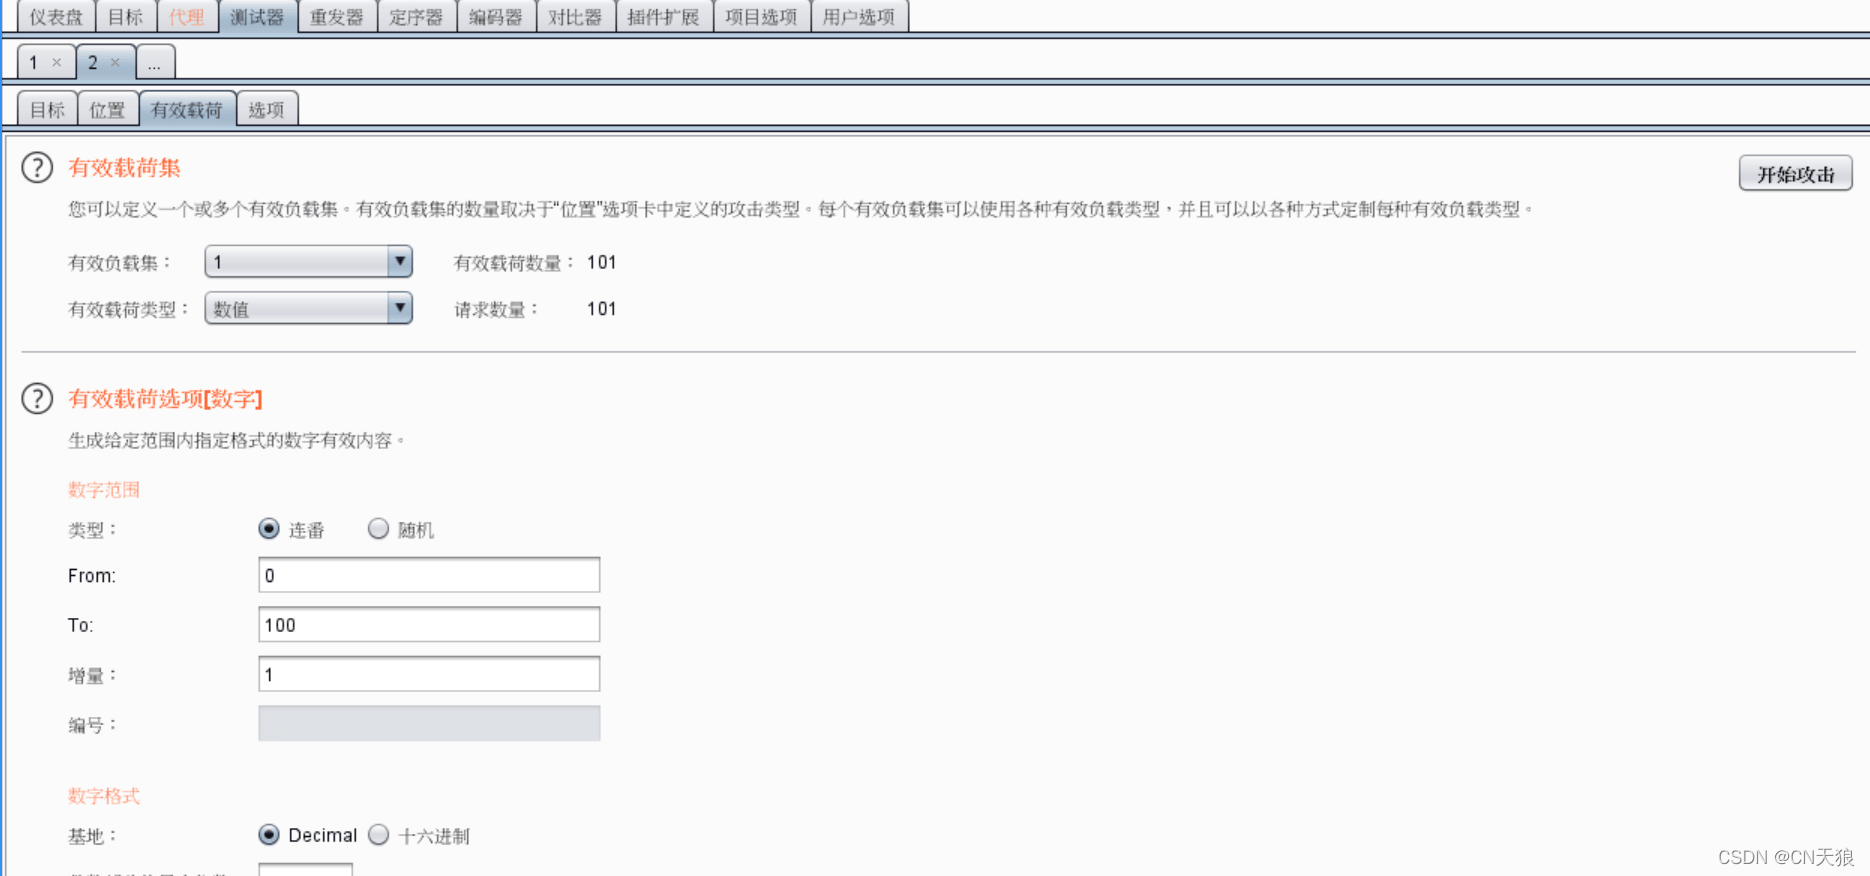 仪表盘 目标 代理 测试器 重发器 定序器 编码器 对比器 插件扩展 项目选项 用户选项
1 × 2 × ...
目标 位置 有效载荷 选项
? 有效载荷集 开始攻击
您可以定义一个或多个有效负载集。有效负载集的数量取决于“位置”选项卡中定义的攻击类型。每个有效负载集可以使用各种有效负载类型，并且可以以各种方式定制每种有效负载类型。
有效负载集： 1 有效载荷数量： 101
有效载荷类型： 数值 请求数量： 101
? 有效载荷选项[数字]
生成给定范围内指定格式的数字有效内容。
数字范围
类型： 连番 随机
From: 0
To: 100
增量： 1
编号：
数字格式
基地： Decimal 十六进制
CSDN @CN天狼